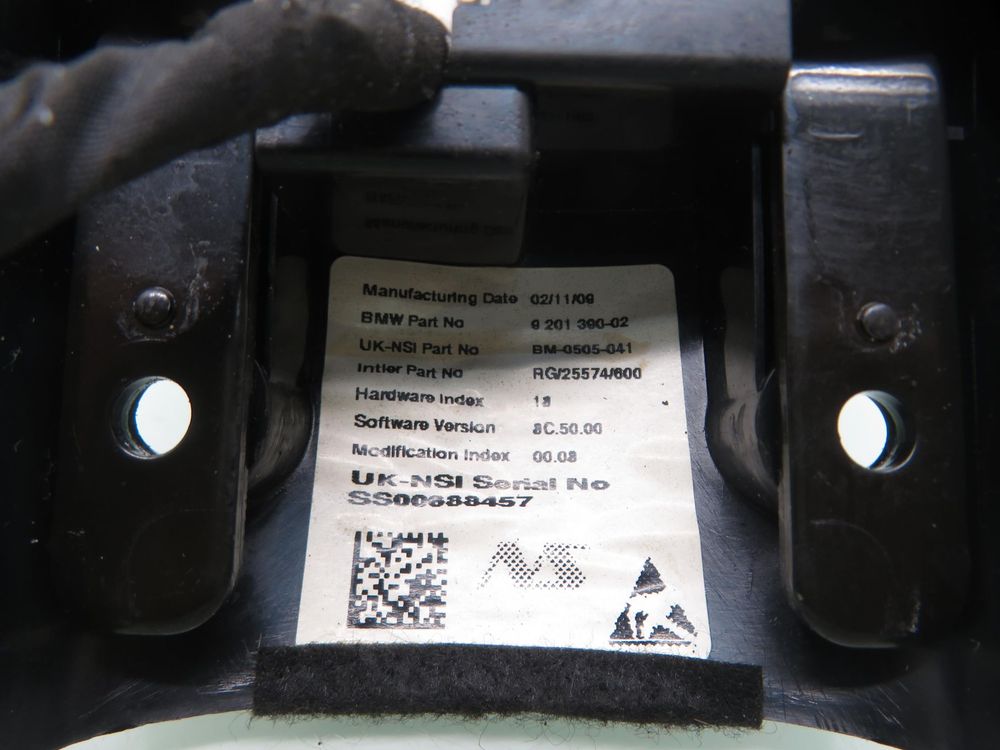 Manufacturing Date 02/11/09
BMW Part No 9 201 390-02
UK-NSI Part No BM-0505-041
Intier Part No RG/25574/600
Hardware Index
Software Version 8C.50.00
Modification Index 00.08
UK-NSI Serial No
SS00688457
NS